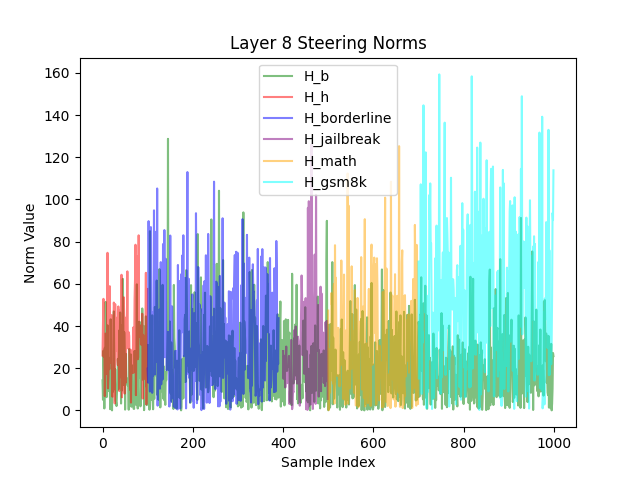 Layer 8 Steering Norms
H_b
H_h
H_borderline
H_jailbreak
H_math
H_gsm8k
160
140
120
100
80
60
40
20
0
Norm Value
0
200
400
600
800
1000
Sample Index